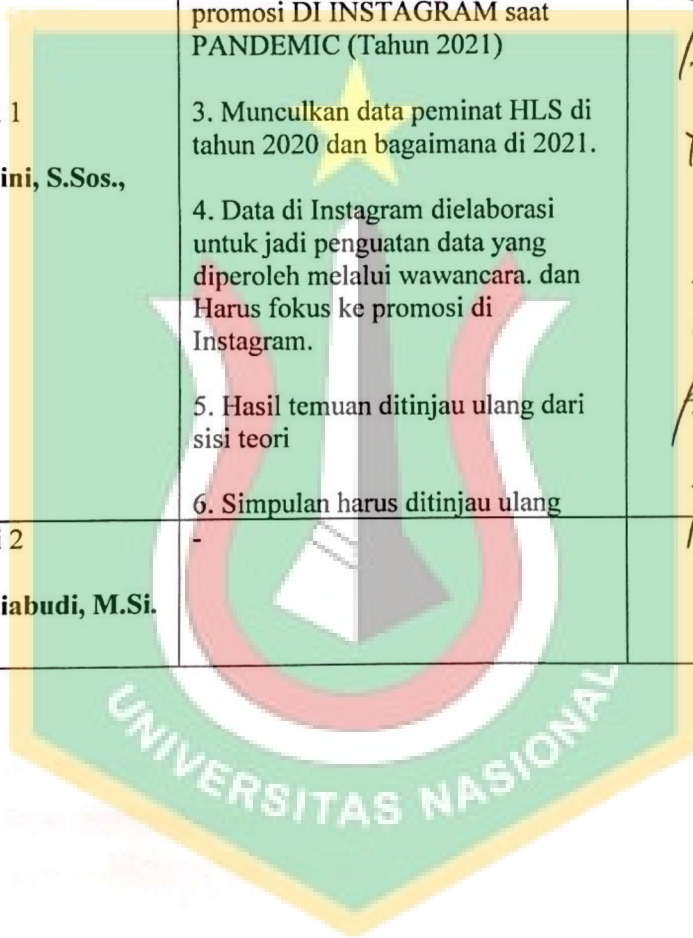 promosi DI INSTAGRAM saat
PANDEMIC (Tahun 2021)
1
3. Munculkan data peminat HLS di
tahun 2020 dan bagaimana di 2021.
ini, S.Sos.,
4. Data di Instagram dielaborasi
untuk jadi penguatan data yang
diperoleh melalui wawancara. dan
Harus fokus ke promosi di
Instagram.
5. Hasil temuan ditinjau ulang dari
sisi teori
6. Simpulan harus ditinjau ulang
i 2
-
iabudi, M.Si.
UNIVERSITAS NASIONAL